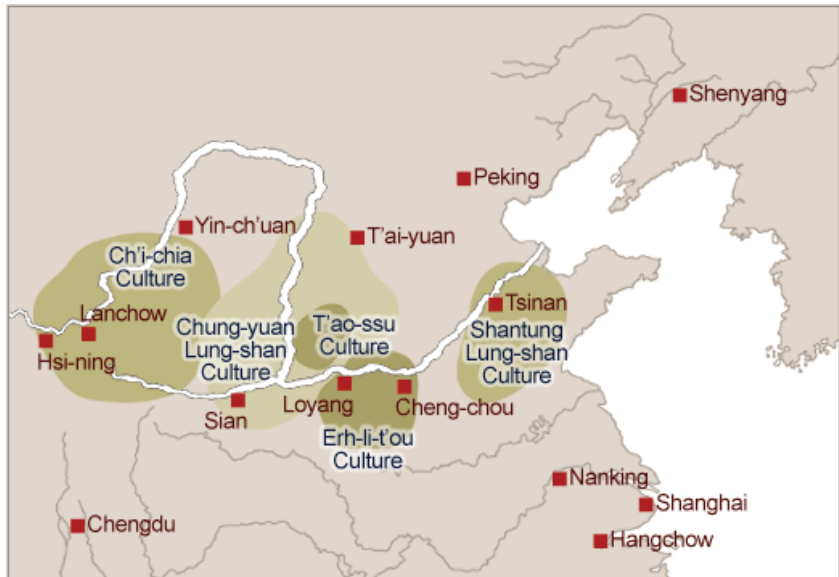 Shenyang
Peking
Yin-ch'uan
T'ai-yuan
Ch'i-chia
Culture
Lanchow
Hsi-ning
Chung-yuan
Lung-shan
Culture
T'ao-ssu
Culture
Tsinan
Shantung
Lung-shan
Culture
Sian
Loyang
Cheng-chou
Erh-li-t'ou
Culture
Nanking
Shanghai
Hangchow
Chengdu